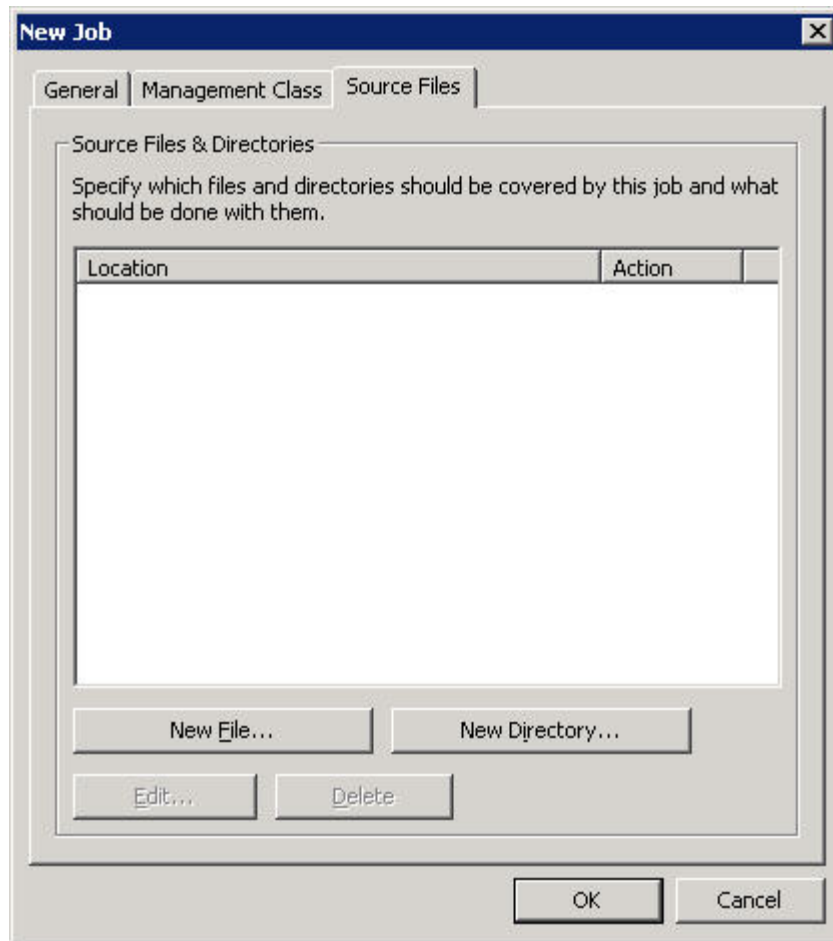 New Job
General
Management Class
Source Files
Source Files & Directories
Specify which files and directories should be covered by this job and what
should be done with them.
Location
Action
New File...
New Directory...
Edit...
Delete
OK
Cancel